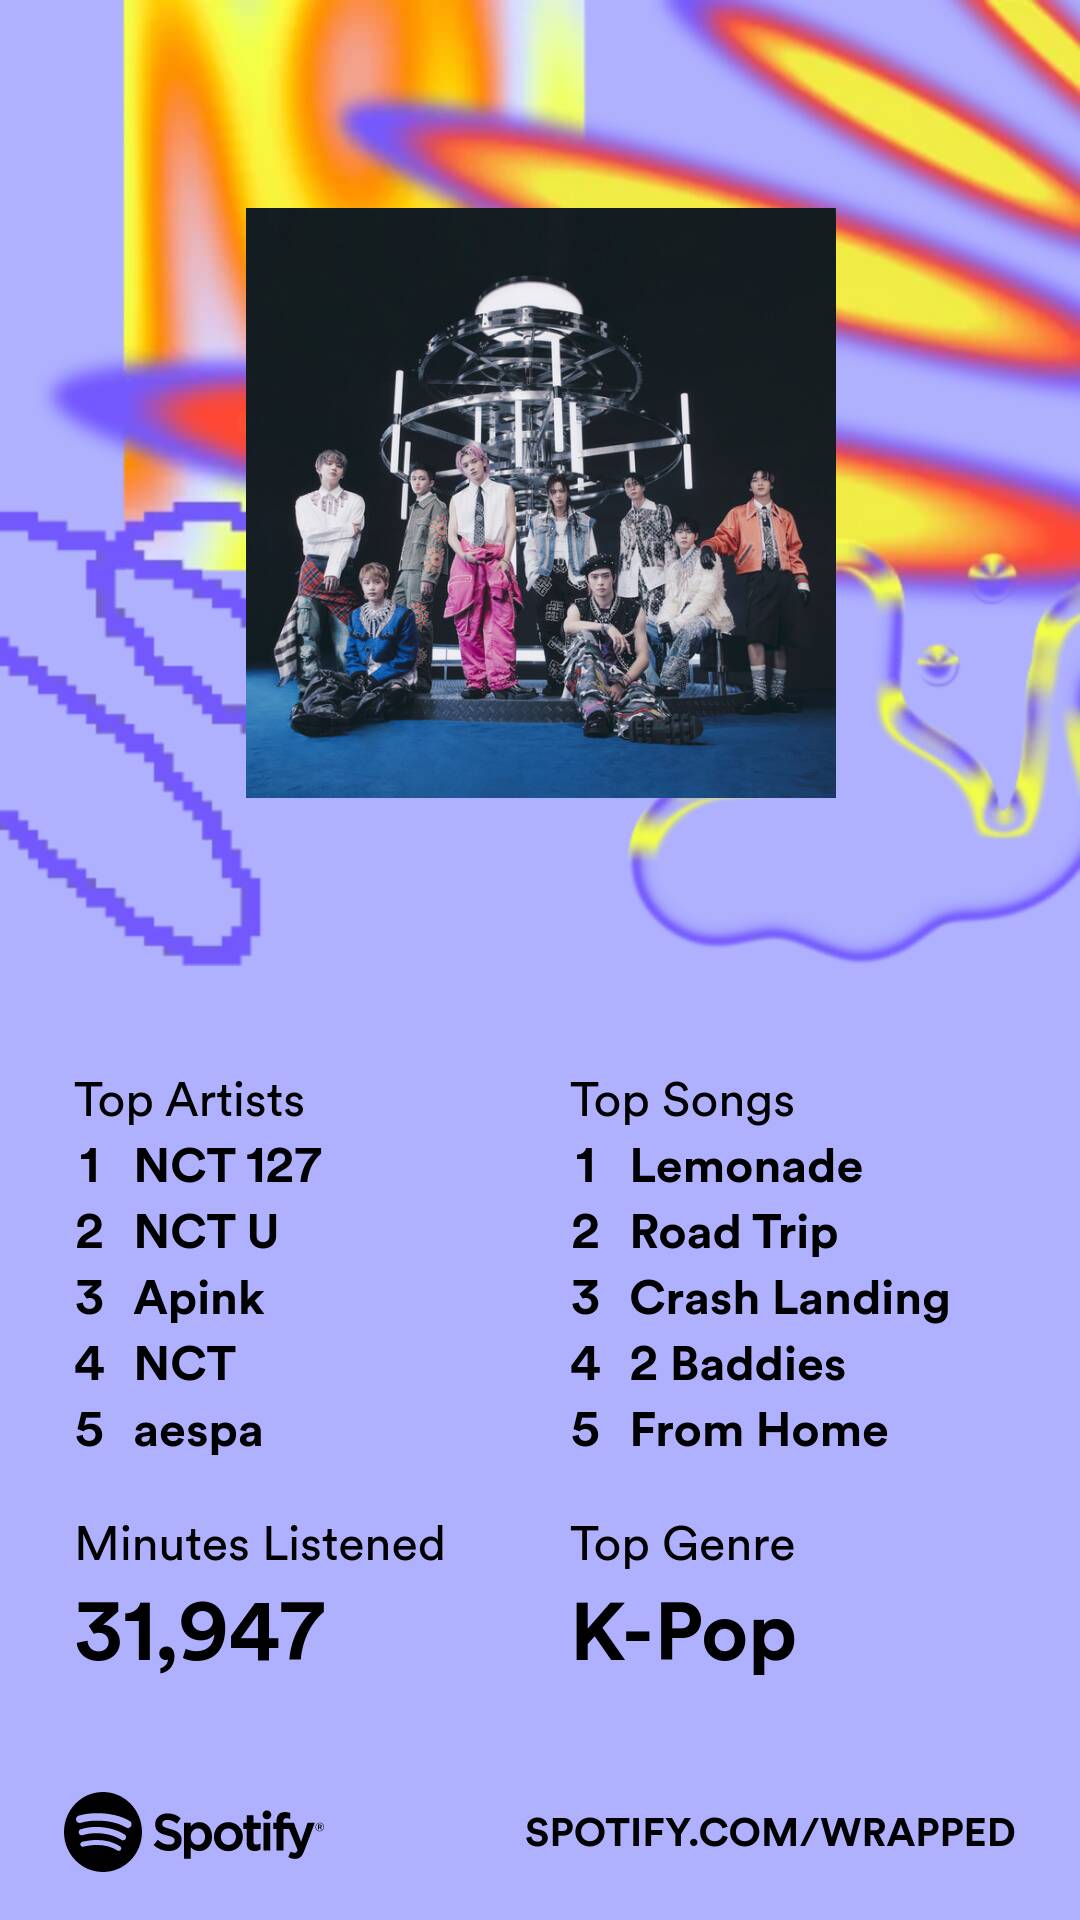 Top Artists
1 NCT 127
2 NCT U
3 Apink
4 NCT
5 aespa
Top Songs
1 Lemonade
2 Road Trip
3 Crash Landing
4 2 Baddies
5 From Home
Minutes Listened
31,947
Top Genre
K-Pop
Spotify®
SPOTIFY.COM/WRAPPED